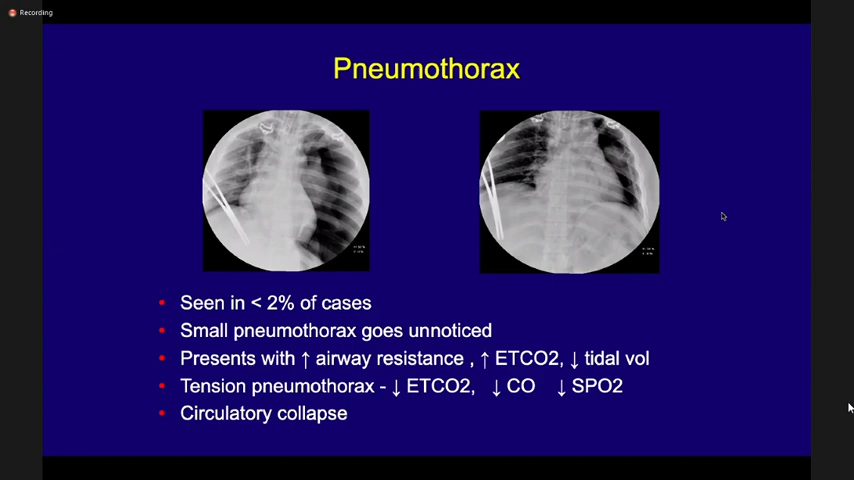 Recording
Pneumothorax
• Seen in < 2% of cases
• Small pneumothorax goes unnoticed
• Presents with ↑ airway resistance , ↑ ETCO2, ↓ tidal vol
• Tension pneumothorax - ↓ ETCO2, ↓ CO ↓ SPO2
• Circulatory collapse